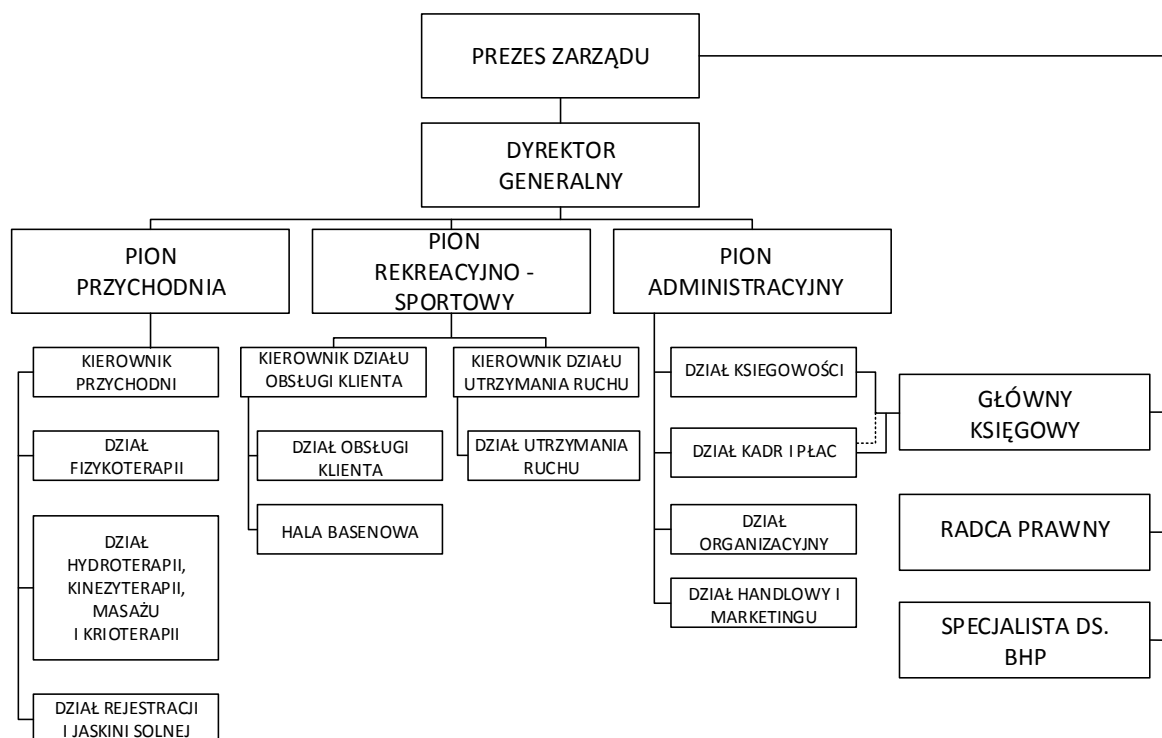 PREZES ZARZĄDU
DYREKTOR
GENERALNY
PION
PRZYCHODNIA
PION
REKREACYJNO -
SPORTOWY
PION
ADMINISTRACYJNY
KIEROWNIK
PRZYCHODNI
DZIAŁ
FIZYKOTERAPII
DZIAŁ
HYDROTERAPII,
KINEZYTERAPII,
MASAŻU
I KRIOTERAPII
DZIAŁ REJESTRACJI
I JASKINI SOLNEJ
KIEROWNIK DZIAŁU
OBSŁUGI KLIENTA
DZIAŁ OBSŁUGI
KLIENTA
HALA BASENOWA
KIEROWNIK DZIAŁU
UTRZYMANIA RUCHU
DZIAŁ UTRZYMANIA
RUCHU
DZIAŁ KSIEGOWOŚCI
DZIAŁ KADR I PŁAC
DZIAŁ
ORGANIZACYJNY
DZIAŁ HANDLOWY I
MARKETINGU
GŁÓWNY
KSIĘGOWY
RADCA PRAWNY
SPECJALISTA DS.
BHP